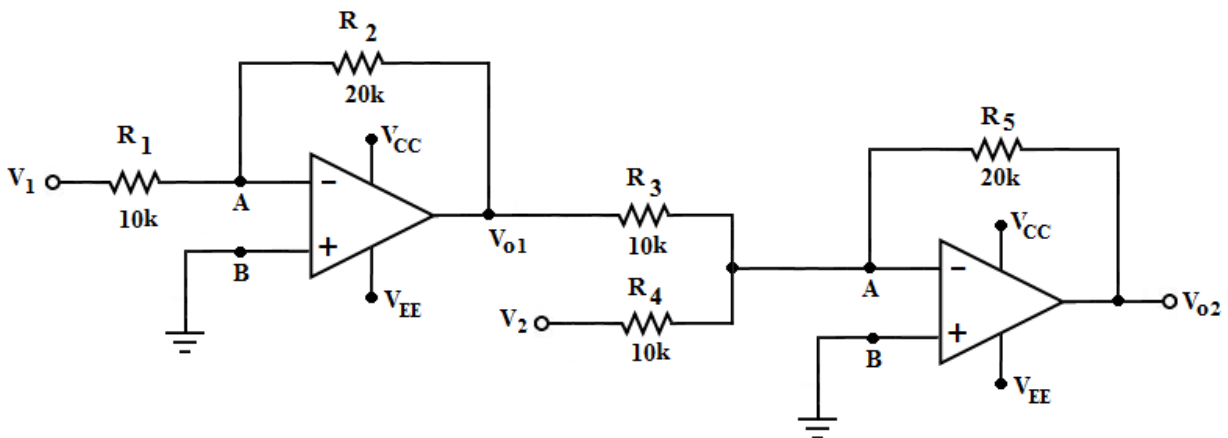 R2
20k
R1
VCC
V1
10k
A
−
+
B
Vo1
VEE
R3
10k
R4
V2
10k
R5
20k
VCC
A
−
+
B
Vo2
VEE